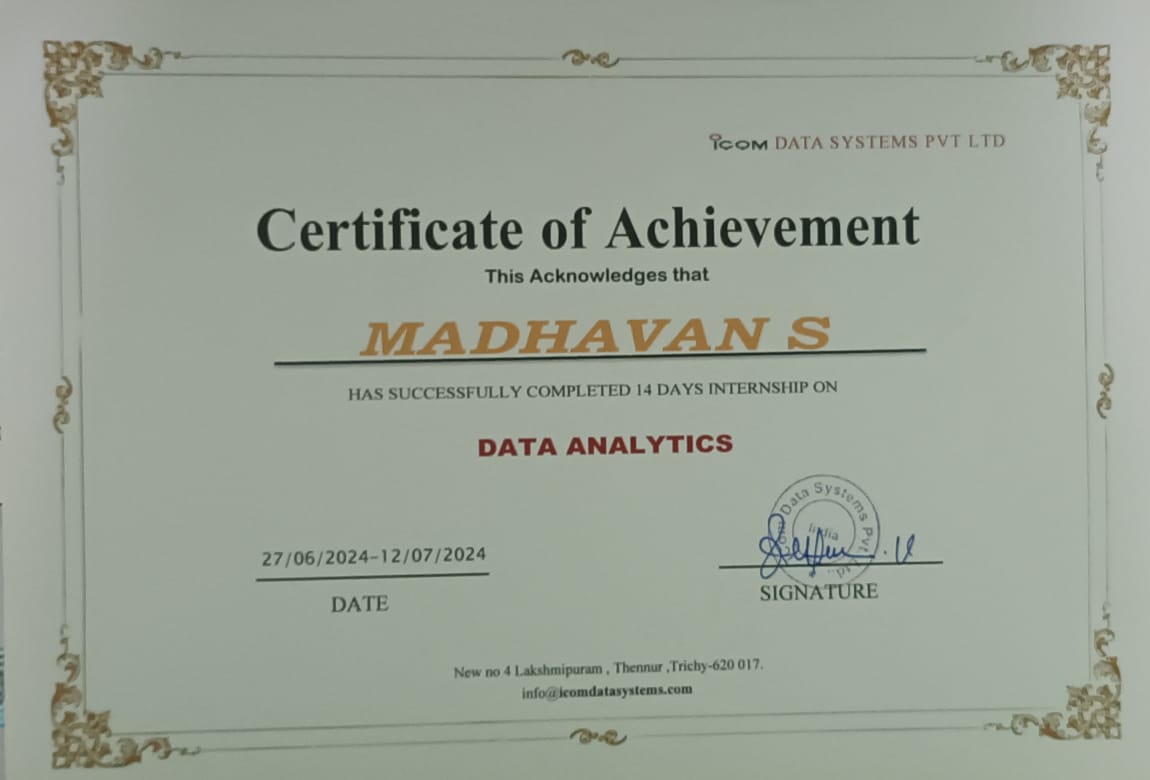 icom DATA SYSTEMS PVT LTD
Certificate of Achievement
This Acknowledges that
MADHAVAN S
HAS SUCCESSFULLY COMPLETED 14 DAYS INTERNSHIP ON
DATA ANALYTICS
Data Systems Pvt Ltd..
India
27/06/2024-12/07/2024
DATE
SIGNATURE
New no 4 Lakshmipuram , Thennur ,Trichy-620 017.
info@icomdatasystems.com